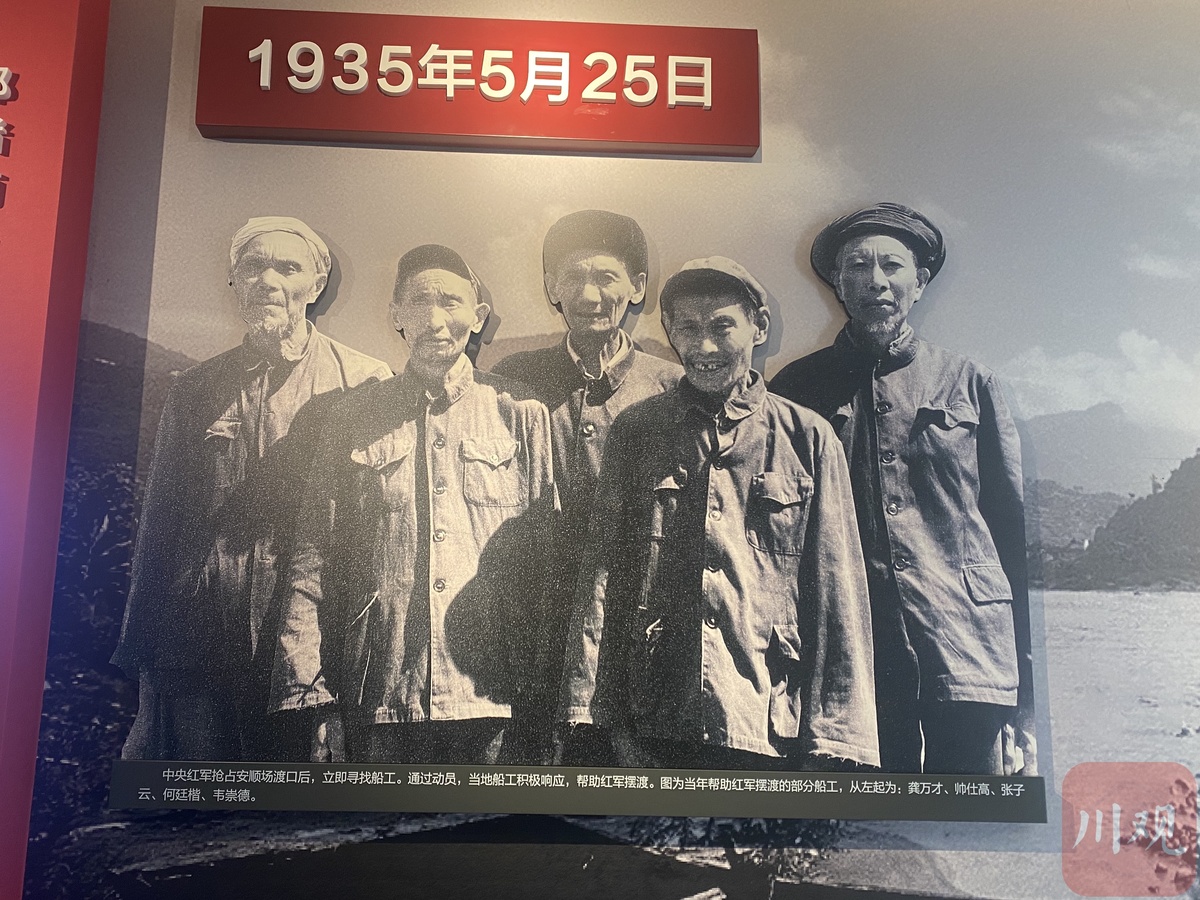 1935年5月25日
中央红军抢占安顺场渡口后，立即寻找船工。通过动员，当地船工积极响应，帮助红军摆渡。图为当年帮助红军摆渡的部分船工，从左起为：龚万才、帅仕高、张子
云、何廷楷、韦崇德。
川观